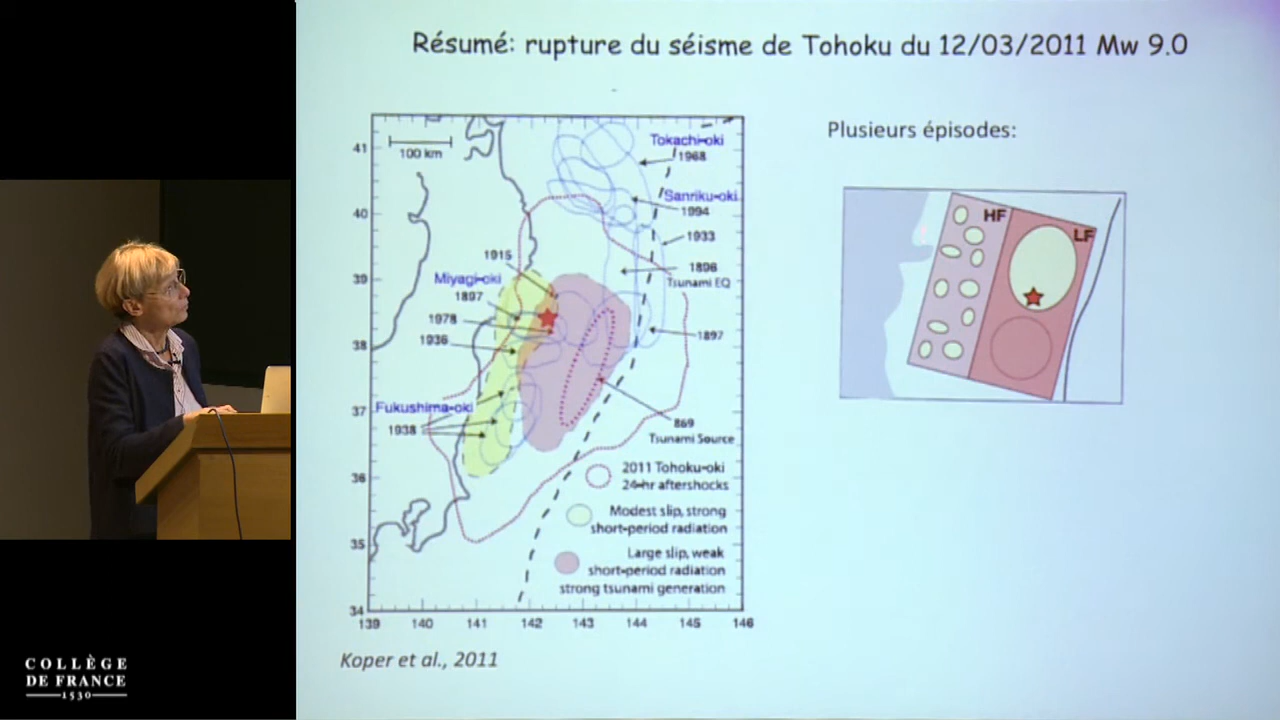 Résumé: rupture du séisme de Tohoku du 12/03/2011 Mw 9.0
Plusieurs épisodes:
100 km
Tokachi-oki
1968
Sanriku-oki
1994
1933
1896
Tsunami EQ
1915
Miyagi-oki
1897
1978
1936
1897
Fukushima-oki
1938
869
Tsunami Source
2011 Tohoku-oki
24-hr aftershocks
Modest slip, strong
short-period radiation
Large slip, weak
short-period radiation
strong tsunami generation
41
40
39
38
37
36
35
34
139 140 141 142 143 144 145 146
HF
LF
Koper et al., 2011
COLLÈGE
DE FRANCE
1530